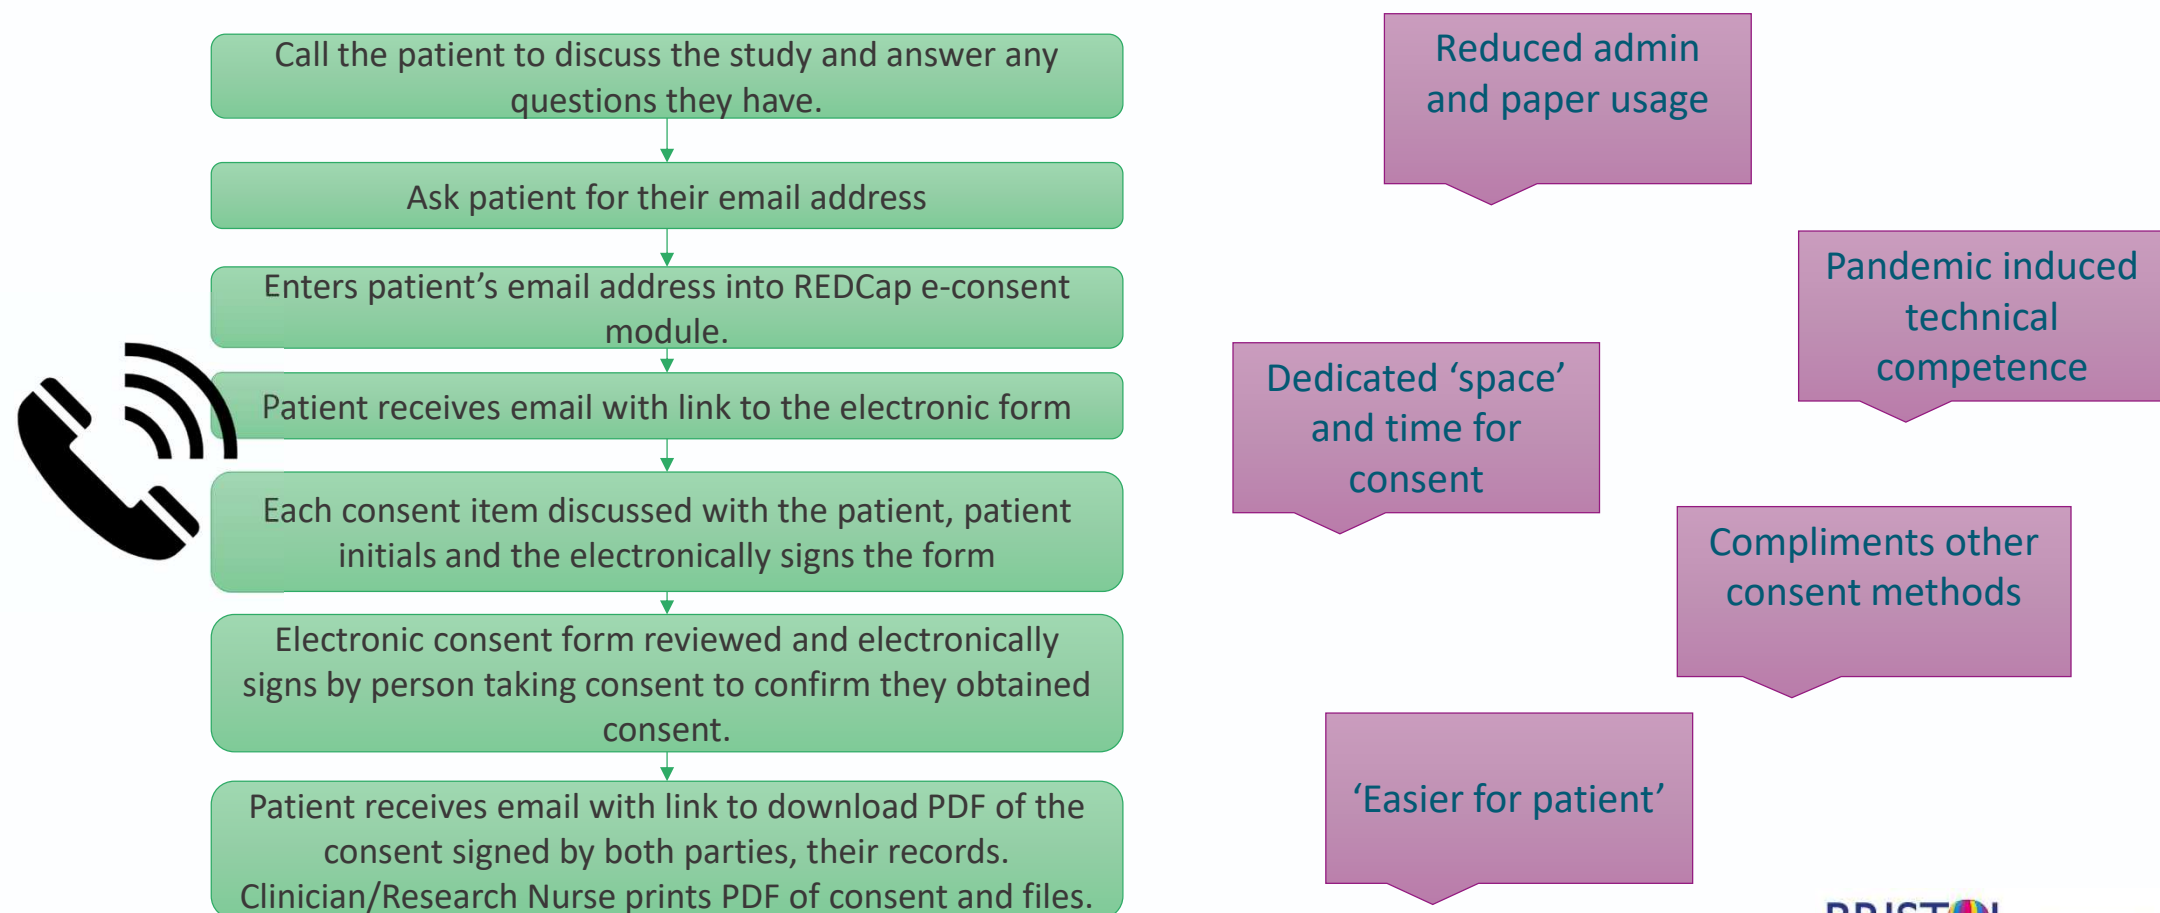 Call the patient to discuss the study and answer any
questions they have.
Ask patient for their email address
Enters patient’s email address into REDCap e-consent
module.
Patient receives email with link to the electronic form
Each consent item discussed with the patient, patient
initials and the electronically signs the form
Electronic consent form reviewed and electronically
signs by person taking consent to confirm they obtained
consent.
Patient receives email with link to download PDF of the
consent signed by both parties, their records.
Clinician/Research Nurse prints PDF of consent and files.
Reduced admin
and paper usage
Pandemic induced
technical
competence
Dedicated ‘space’
and time for
consent
Compliments other
consent methods
‘Easier for patient’